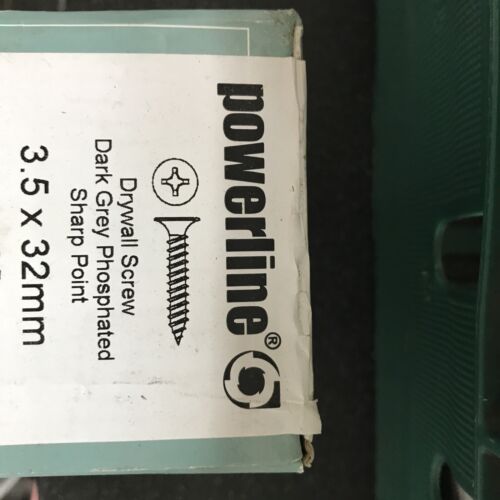 powerline®
Drywall Screw
Dark Grey Phosphated
Sharp Point
3.5 x 32mm